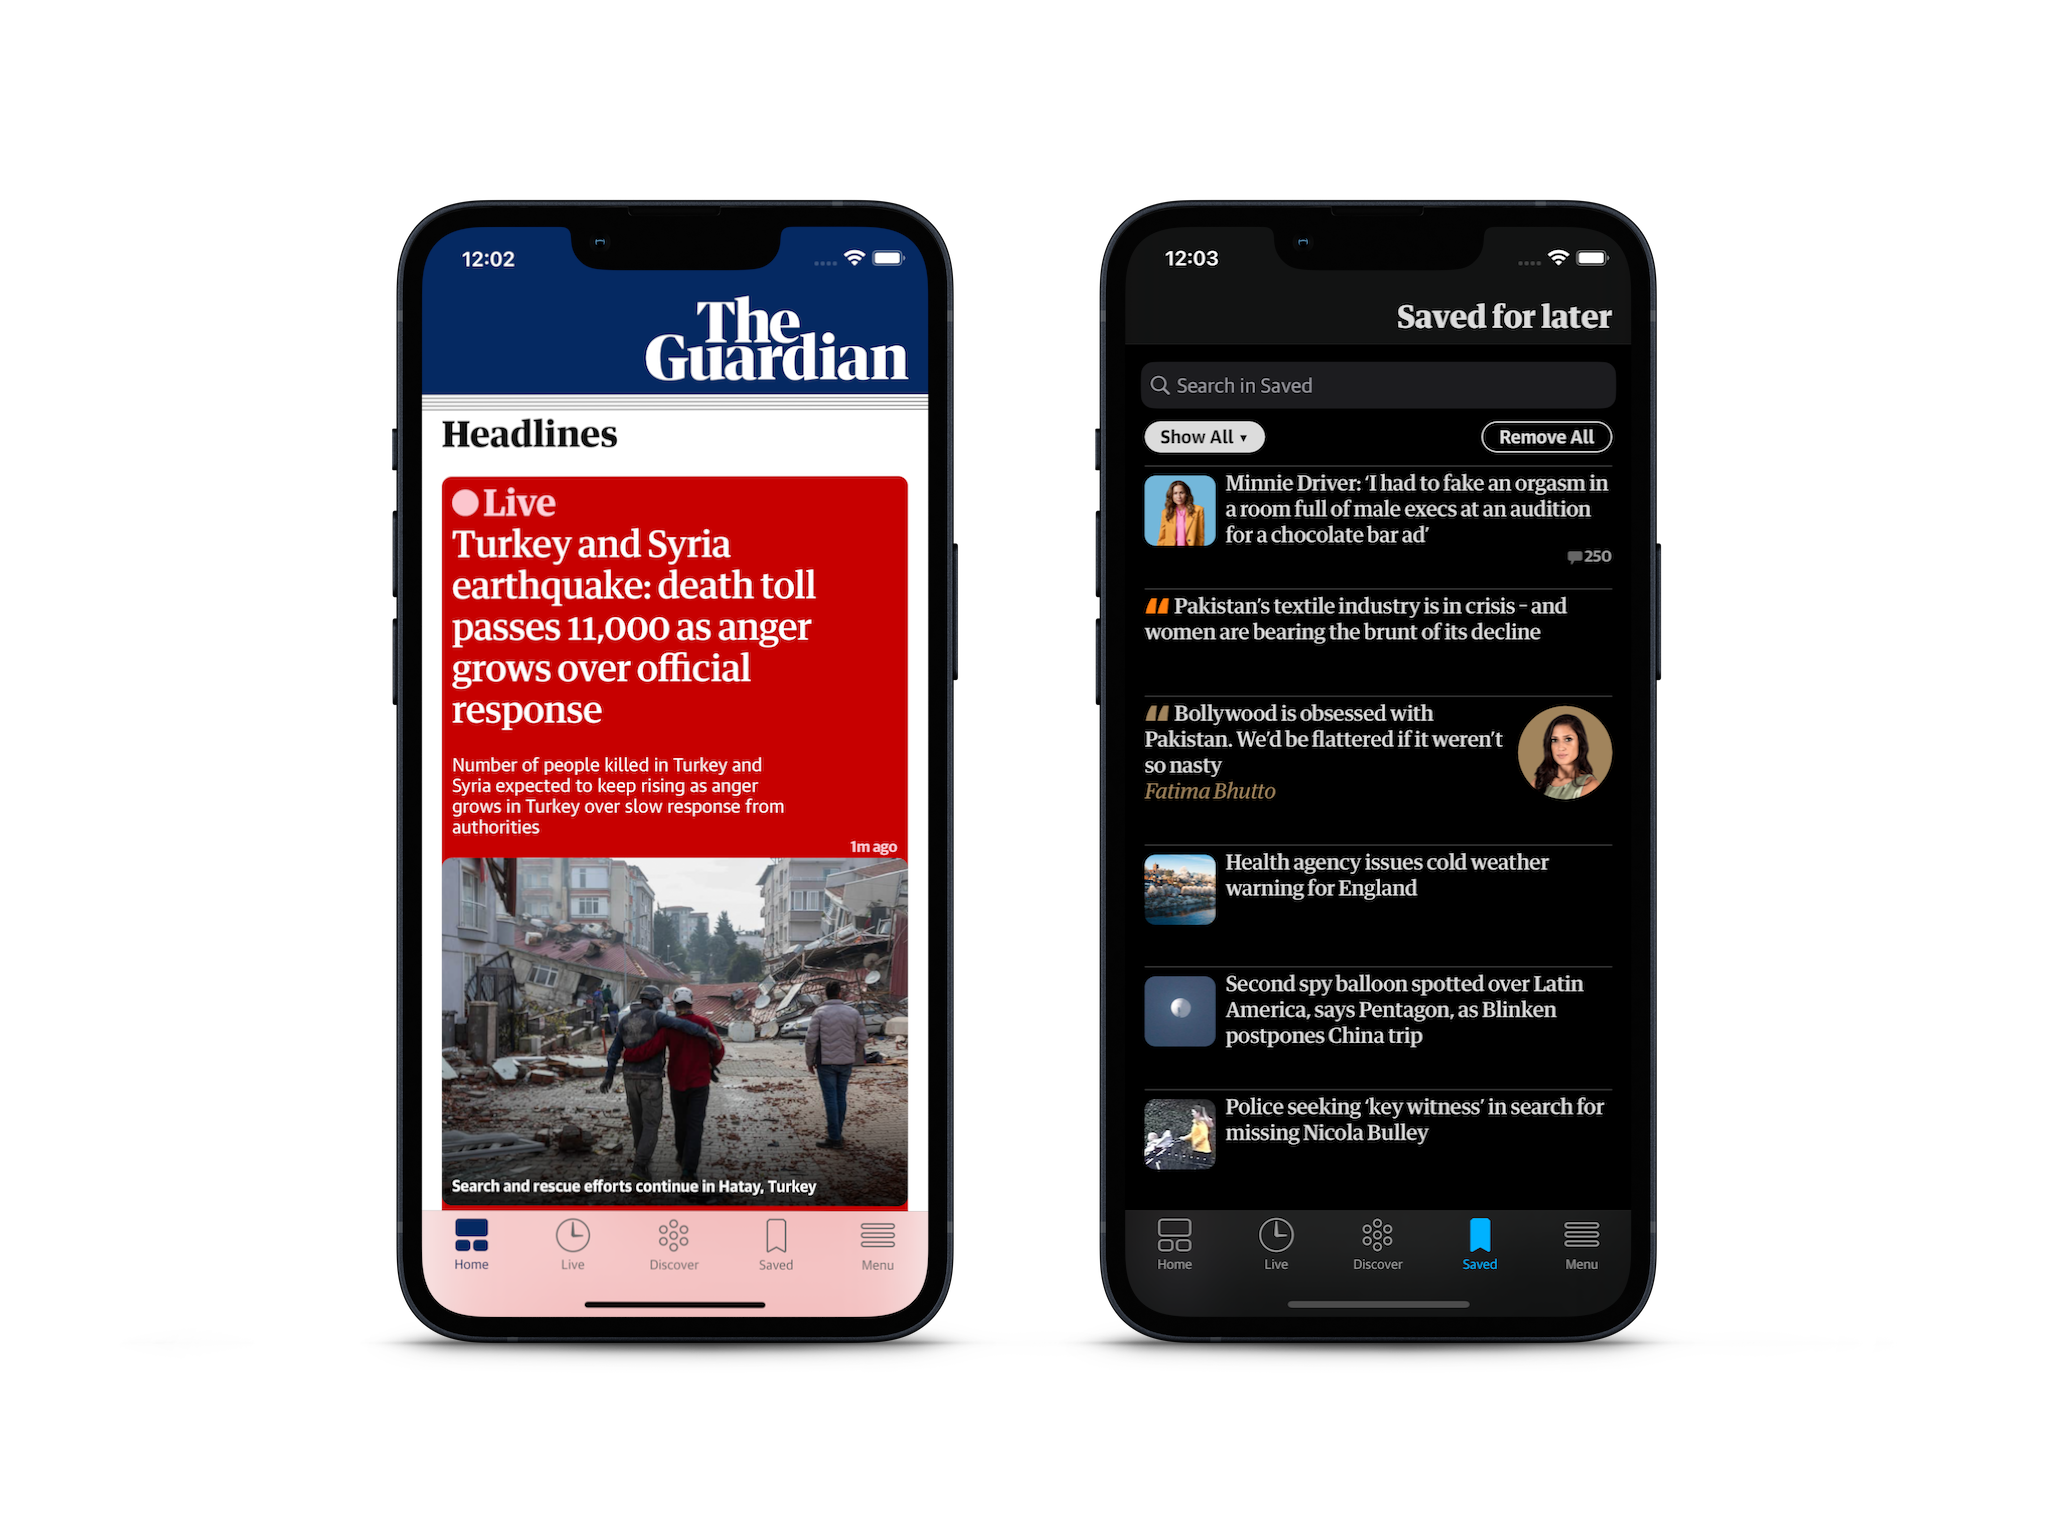 12:02
The
Guardian
Headlines
Live
Turkey and Syria
earthquake: death toll
passes 11,000 as anger
grows over official
response
Number of people killed in Turkey and
Syria expected to keep rising as anger
grows in Turkey over slow response from
authorities
1m ago
Search and rescue efforts continue in Hatay, Turkey
Home
Live
Discover
Saved
Menu
12:03
Saved for later
Search in Saved
Show All ▾
Remove All
Minnie Driver: ‘I had to fake an orgasm in
a room full of male execs at an audition
for a chocolate bar ad’
250
“ Pakistan’s textile industry is in crisis – and
women are bearing the brunt of its decline
“ Bollywood is obsessed with
Pakistan. We’d be flattered if it weren’t
so nasty
Fatima Bhutto
Health agency issues cold weather
warning for England
Second spy balloon spotted over Latin
America, says Pentagon, as Blinken
postpones China trip
Police seeking ‘key witness’ in search for
missing Nicola Bulley
Home
Live
Discover
Saved
Menu